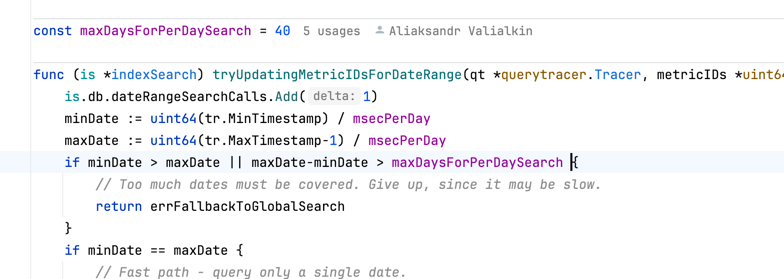 const maxDaysForPerDaySearch = 40 5 usages Aliaksandr Valialkin
func (is *indexSearch) tryUpdatingMetricIDsForDateRange(qt *querytracer.Tracer, metricIDs *uint64
is.db.dateRangeSearchCalls.Add( delta: 1)
minDate := uint64(tr.MinTimestamp) / msecPerDay
maxDate := uint64(tr.MaxTimestamp-1) / msecPerDay
if minDate > maxDate || maxDate-minDate > maxDaysForPerDaySearch {
// Too much dates must be covered. Give up, since it may be slow.
return errFallbackToGlobalSearch
}
if minDate == maxDate {
// Fast path - query only a single date.